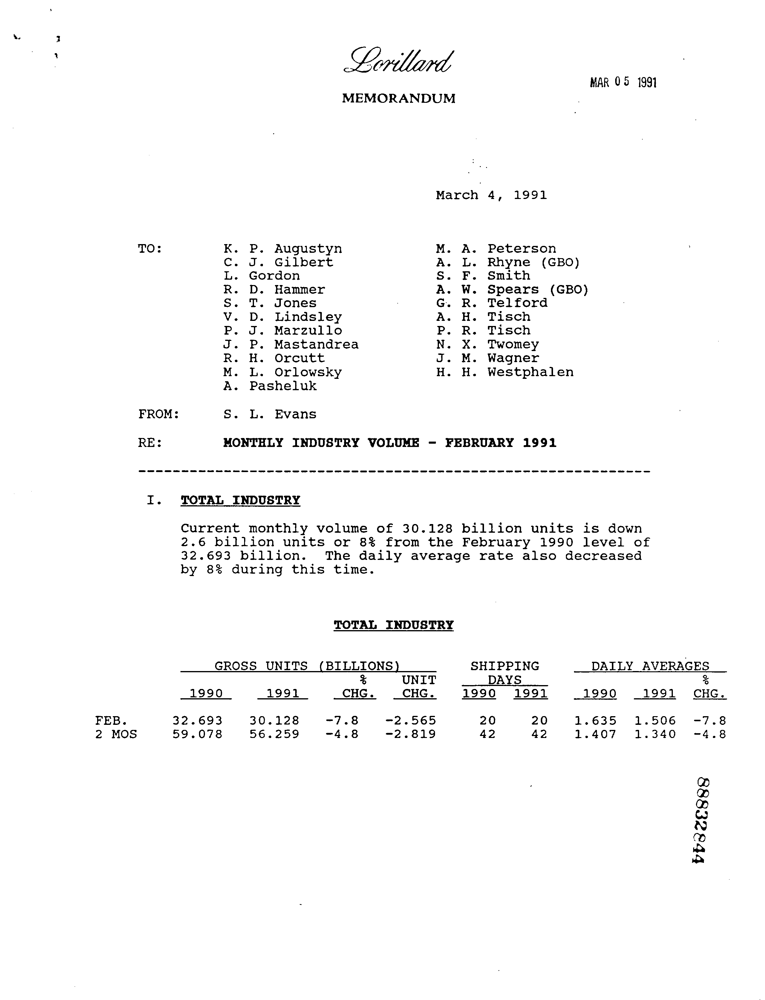 Lorillard
MAR 05 1991
MEMORANDUM
March 4, 1991
TO: K. P. Augustyn M. A. Peterson
C. J. Gilbert A. L. Rhyne (GBO)
L. Gordon S. F. Smith
R. D. Hammer A. W. Spears (GBO)
S. T. Jones G. R. Telford
V. D. Lindsley A. H. Tisch
P. J. Marzullo P. R. Tisch
J. P. Mastandrea N. X. Twomey
R. H. Orcutt J. M. Wagner
M. L. Orlowsky H. H. Westphalen
A. Pasheluk
FROM: S. L. Evans
RE: MONTHLY INDUSTRY VOLUME - FEBRUARY 1991
I. TOTAL INDUSTRY
Current monthly volume of 30.128 billion units is down
2.6 billion units or 8% from the February 1990 level of
32.693 billion. The daily average rate also decreased
by 8% during this time.
TOTAL INDUSTRY
GROSS UNITS (BILLIONS) SHIPPING DAILY AVERAGES
% UNIT DAYS %
1990 1991 CHG. CHG. 1990 1991 1990 1991 CHG.
FEB. 32.693 30.128 -7.8 -2.565 20 20 1.635 1.506 -7.8
2 MOS 59.078 56.259 -4.8 -2.819 42 42 1.407 1.340 -4.8
88832844